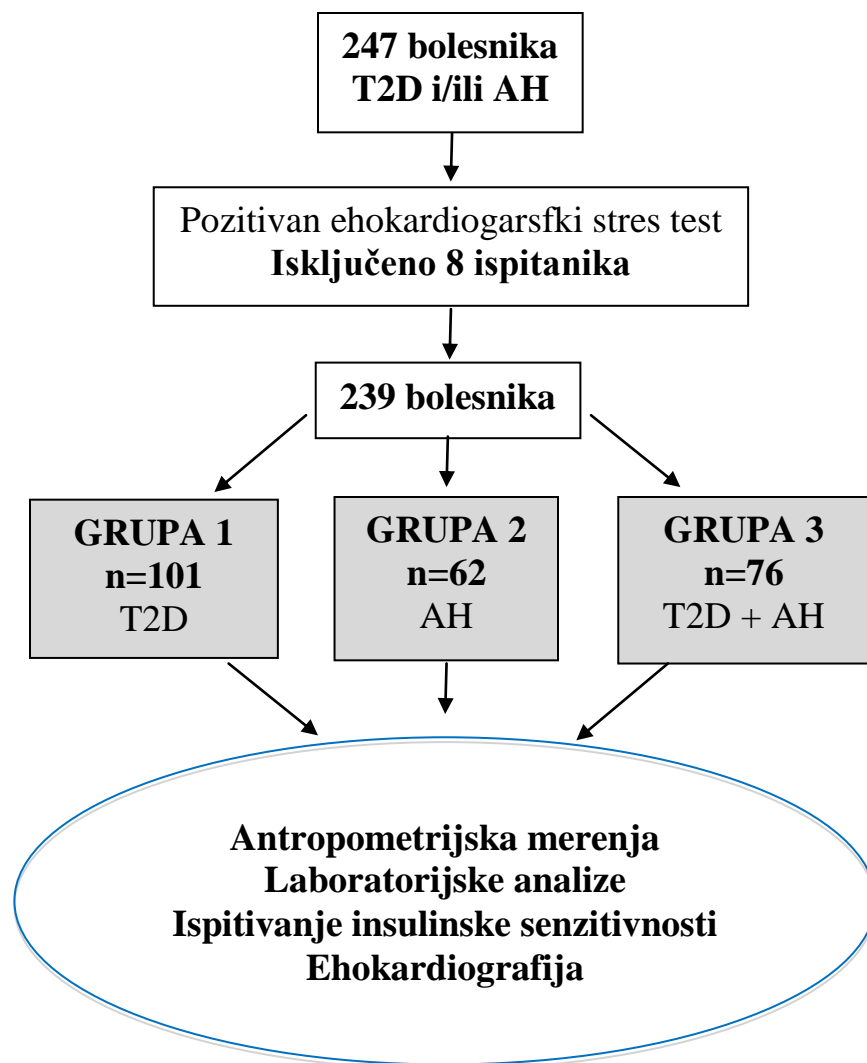 247 bolesnika
T2D i/ili AH
Pozitivan ehokardiogarsfki stres test
Isključeno 8 ispitanika
239 bolesnika
GRUPA 1
n=101
T2D
GRUPA 2
n=62
AH
GRUPA 3
n=76
T2D + AH
Antropometrijska merenja
Laboratorijske analize
Ispitivanje insulinske senzitivnosti
Ehokardiografija